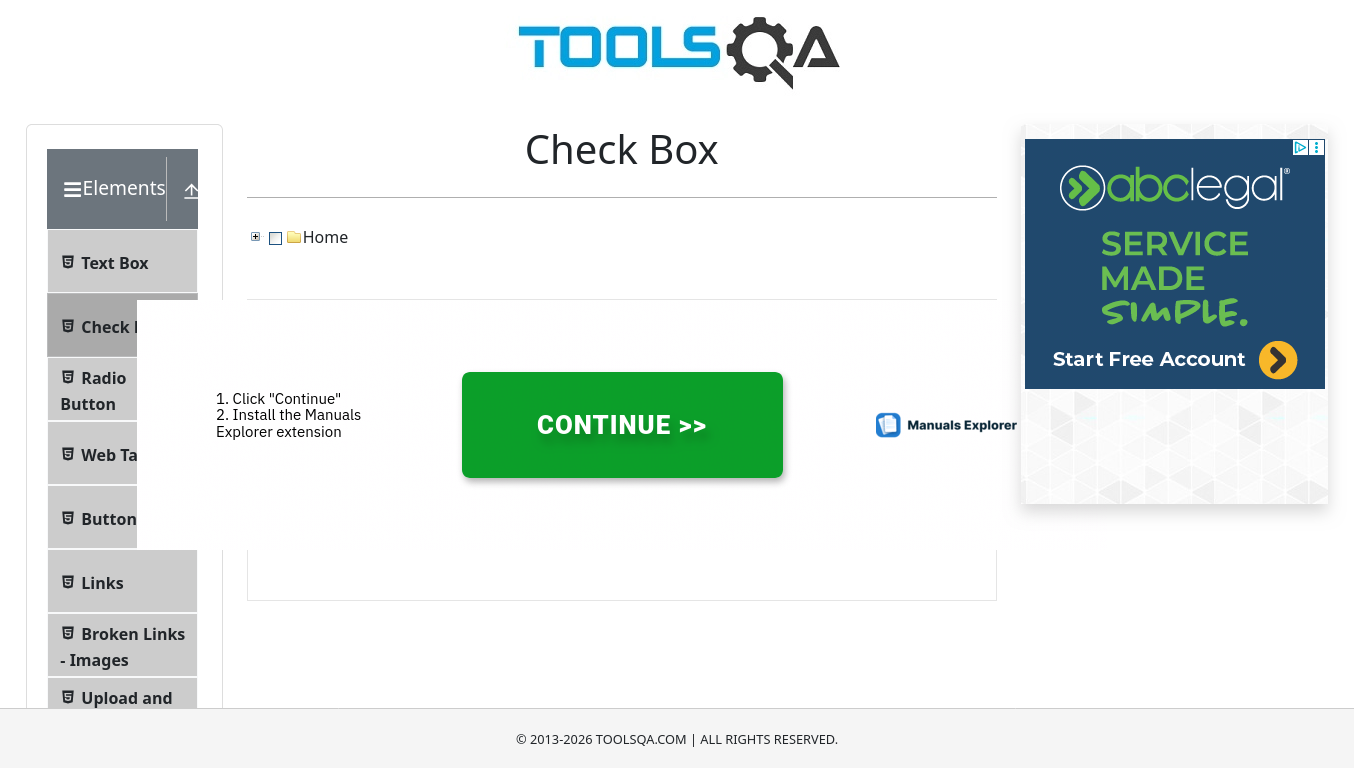 TOOLSQA
Check Box
Elements
Text Box
Check
Radio
Button
Web Ta
Button
Links
Broken Links
- Images
Upload and
Home
1. Click "Continue"
2. Install the Manuals
Explorer extension
CONTINUE >>
Manuals Explorer
abclegal®
SERVICE
MADE
SIMPLE.
Start Free Account
© 2013-2026 TOOLSQA.COM | ALL RIGHTS RESERVED.